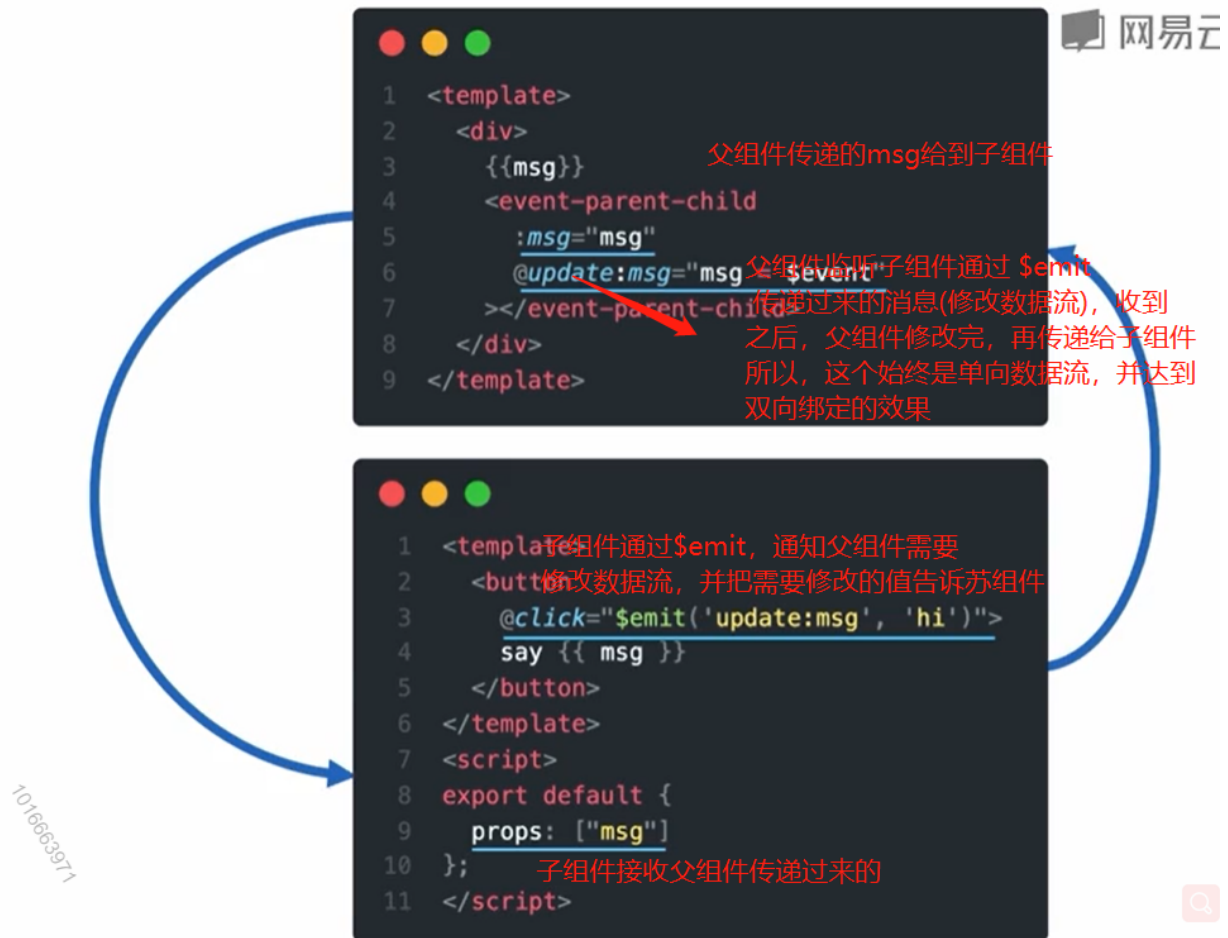 网易云
1 <template>
2 <div>
父组件传递的msg给到子组件
3 {{msg}}
4 <event-parent-child
5 :msg="msg"
父组件监听子组件通过 $emit
6 @update:msg="msg = $event"
传递过来的消息(修改数据流)，收到
7 ></event-parent-child>
之后，父组件修改完，再传递给子组件
8 </div>
所以，这个始终是单向数据流，并达到
9 </template>
双向绑定的效果
1 <template>
子组件通过$emit，通知父组件需要
2 <button
修改数据流，并把需要修改的值告诉苏组件
3 @click="$emit('update:msg', 'hi')">
4 say {{ msg }}
5 </button>
6 </template>
7 <script>
8 export default {
9 props: ["msg"]
10 };
子组件接收父组件传递过来的
11 </script>
1016663971